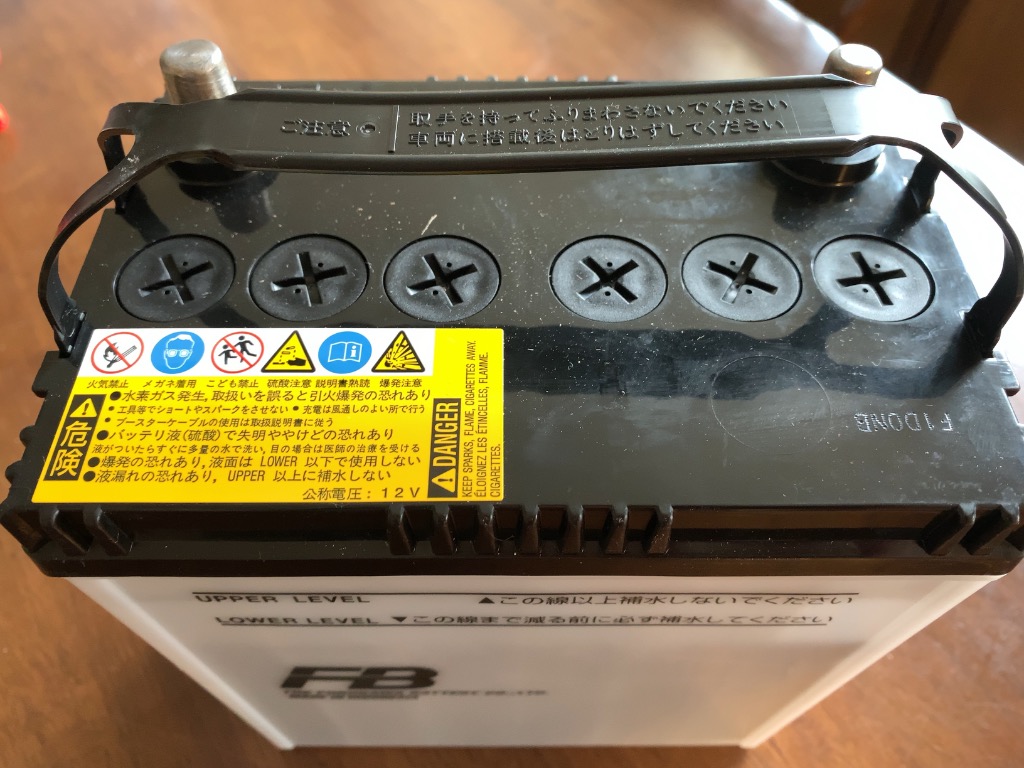 ご注意
取手を持ってふりまわさないでください
車両に搭載後はとりはずしてください
火気禁止 メガネ着用 こども禁止 硫酸注意 説明書熟読 爆発注意
危険
●水素ガス発生,取扱いを誤ると引火爆発の恐れあり
●工具等でショートやスパークをさせない ●充電は風通しのよい所で行う
●ブースターケーブルの使用は取扱説明書に従う
●バッテリ液(硫酸)で失明ややけどの恐れあり
液がついたらすぐに多量の水で洗い,目の場合は医師の治療を受ける
●爆発の恐れあり,液面は LOWER 以下で使用しない
●液漏れの恐れあり, UPPER 以上に補水しない
公称電圧:12V
DANGER
KEEP SPARKS, FLAME, CIGARETTES AWAY.
ÉLOIGNEZ LES ÉTINCELLES, FLAMME,
CIGARETTES.
F1DONB
UPPER LEVEL ▲この線以上補水しないでください
LOWER LEVEL ▼この線まで減る前に必ず補水してください
FB